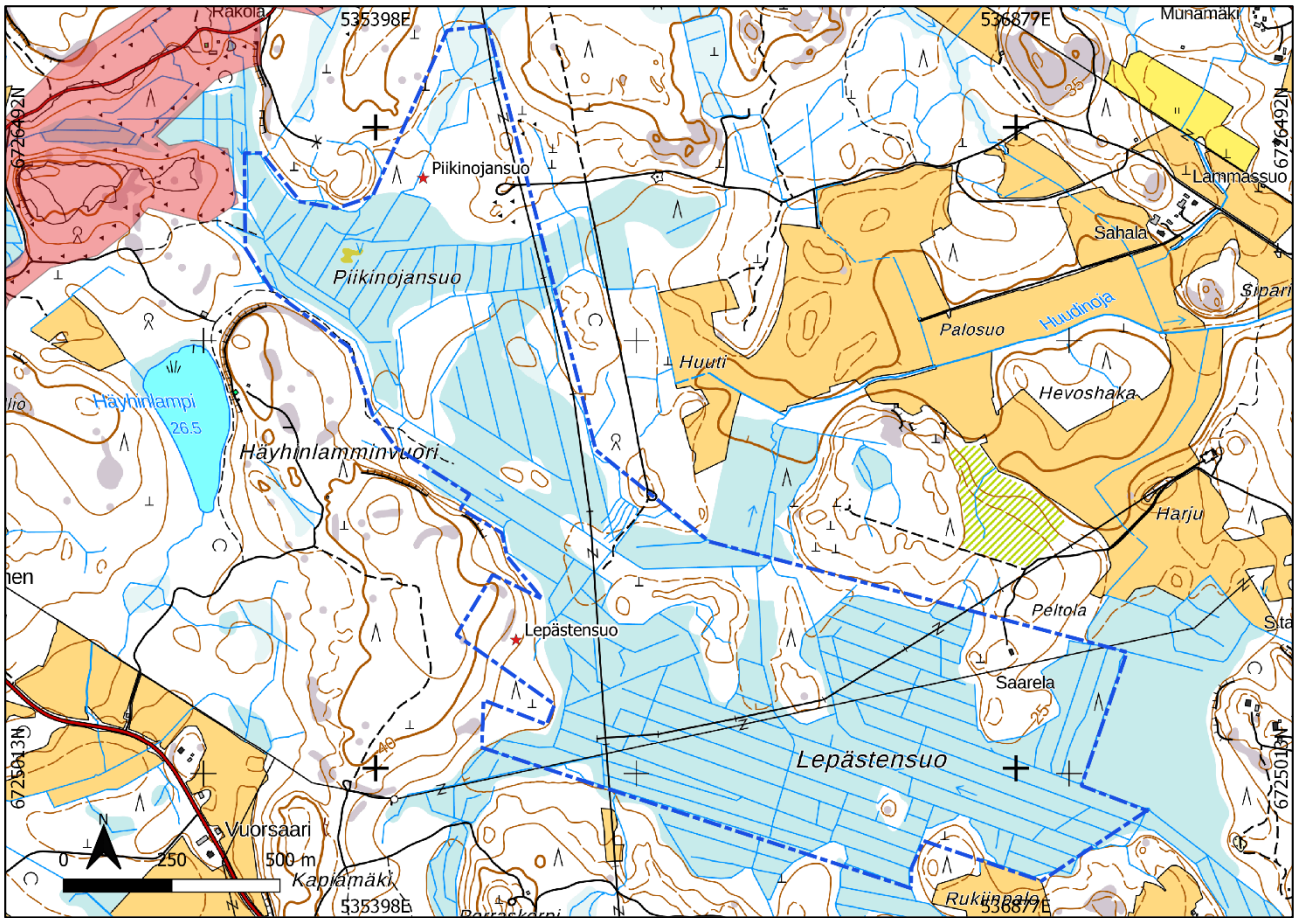 Rakola
535398E
536877E
Munamäki
6726492N
6726492N
35
Piikinojansuo
Lammassuo
Sahala
Piikinojansuo
Sipari
Huudinoja
Palosuo
Huuti
Hevoshaka
Häyhinlampi
26.5
Häyhinlamminvuori
Harju
Peltola
Lepästensuo
Saarela
25
40
Lepästensuo
6725013N
6725013N
Vuorsaari
N
0 250 500 m
Kapiamäki
535398E
Rukiinpalo
536877E